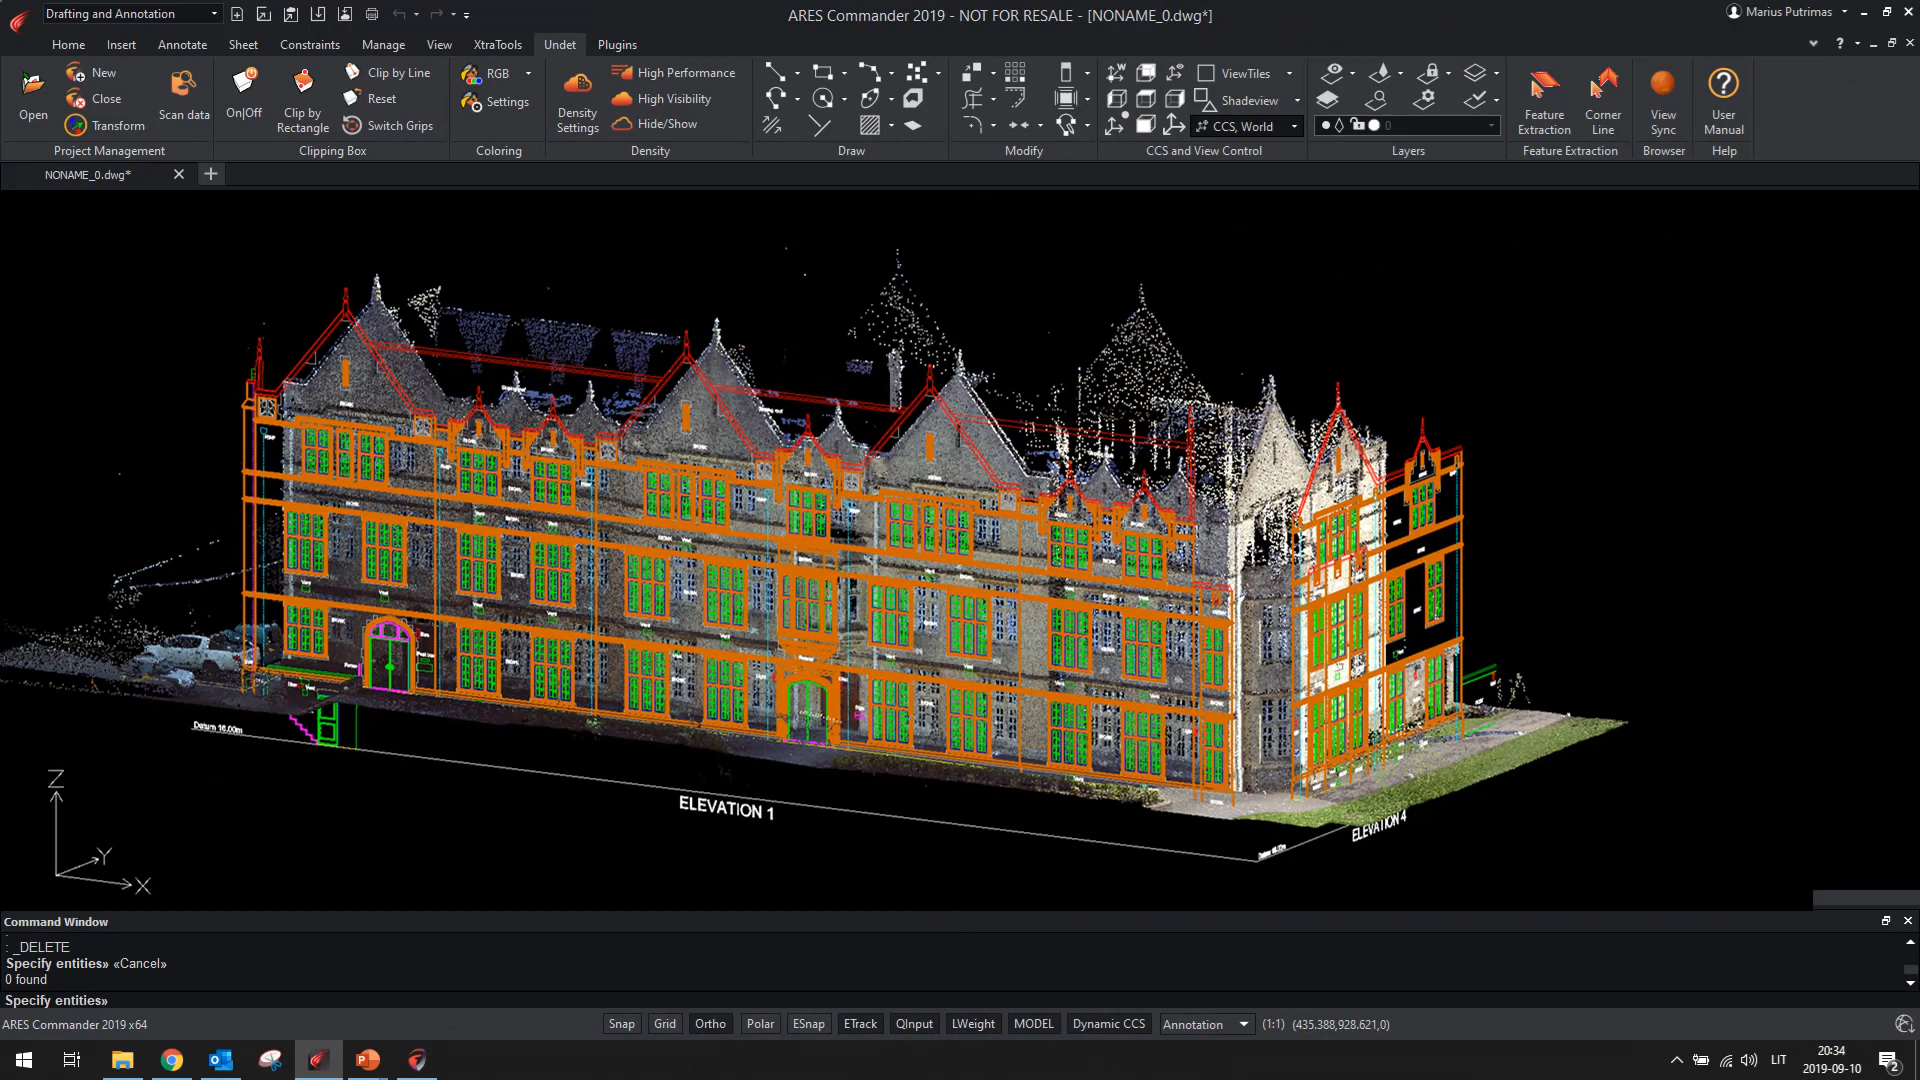 Drafting and Annotation
ARES Commander 2019 - NOT FOR RESALE - [NONAME_0.dwg*]
Marius Putrimas
Home Insert Annotate Sheet Constraints Manage View XtraTools Undet Plugins
Open
New
Close
Transform
Scan data
Project Management
On|Off
Clip by Rectangle
Clip by Line
Reset
Switch Grips
Clipping Box
RGB
Settings
Coloring
Density Settings
High Performance
High Visibility
Hide/Show
Density
Draw
Modify
ViewTiles
Shadeview
CCS, World
CCS and View Control
0
Layers
Feature Extraction
Corner Line
Feature Extraction
View Sync
Browser
User Manual
Help
NONAME_0.dwg*
Datum 16.00m
ELEVATION 1
ELEVATION 4
Z
Y
X
Command Window
: _DELETE
Specify entities» «Cancel»
0 found
Specify entities»
ARES Commander 2019 x64
Snap Grid Ortho Polar ESnap ETrack QInput LWeight MODEL Dynamic CCS Annotation (1:1) (435.388,928.621,0)
LIT
20:34
2019-09-10
2